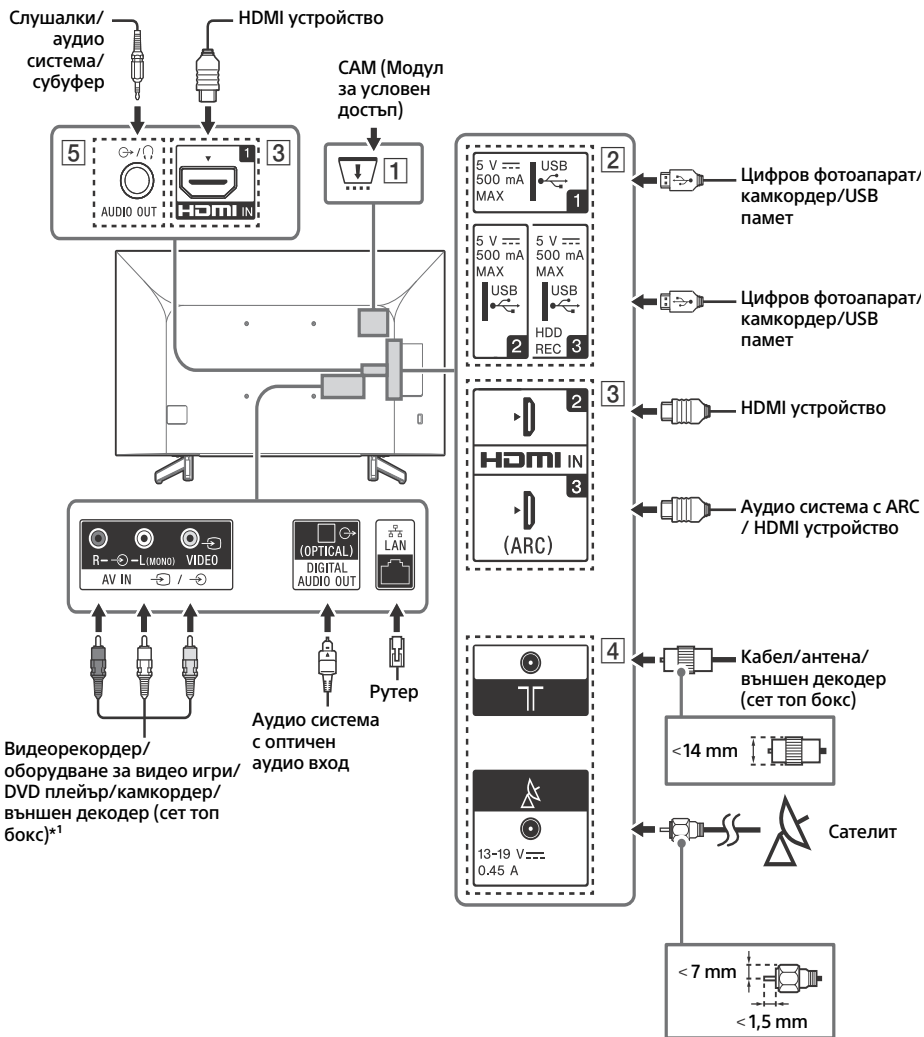 Слушалки/
аудио
система/
субуфер
HDMI устройство
CAM (Модул
за условен
достъп)
5
AUDIO OUT
1
3
HDMI IN
1
5 V
500 mA
MAX
USB
1
2
Цифров фотоапарат/
камкордер/USB
памет
5 V
500 mA
MAX
USB
2
5 V
500 mA
MAX
USB
HDD
REC 3
Цифров фотоапарат/
камкордер/USB
памет
2
3
HDMI устройство
HDMI IN
3
(ARC)
Аудио система с ARC
/ HDMI устройство
R- -L(MONO) VIDEO
AV IN /
(OPTICAL)
DIGITAL
AUDIO OUT
LAN
Рутер
Аудио система
с оптичен
аудио вход
Видеорекордер/
оборудване за видео игри/
DVD плейър/камкордер/
външен декодер (сет топ
бокс)*1
4
Кабел/антена/
външен декодер
(сет топ бокс)
<14 mm
13-19 V
0.45 A
Сателит
<7 mm
<1,5 mm